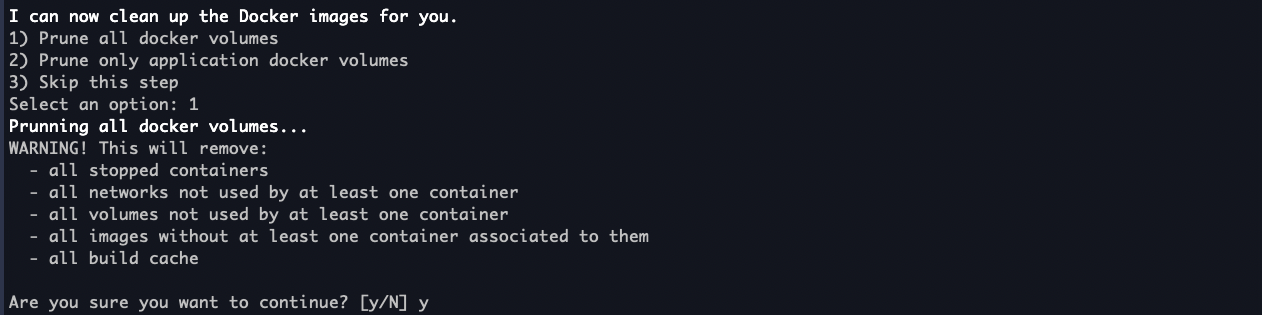 I can now clean up the Docker images for you.
1) Prune all docker volumes
2) Prune only application docker volumes
3) Skip this step
Select an option: 1
Prunning all docker volumes...
WARNING! This will remove:
  - all stopped containers
  - all networks not used by at least one container
  - all volumes not used by at least one container
  - all images without at least one container associated to them
  - all build cache

Are you sure you want to continue? [y/N] y